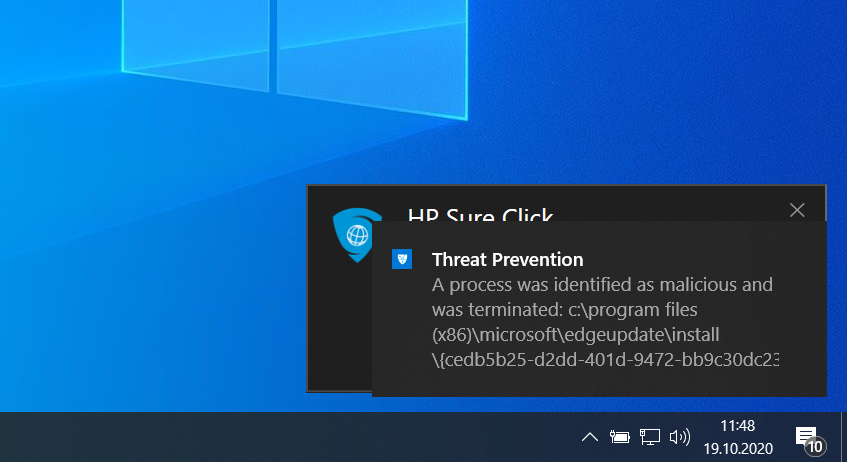 HP Sure Click
Threat Prevention
A process was identified as malicious and
was terminated: c:\program files
(x86)\microsoft\edgeupdate\install
\{cedb5b25-d2dd-401d-9472-bb9c30dc23
11:48
19.10.2020
10